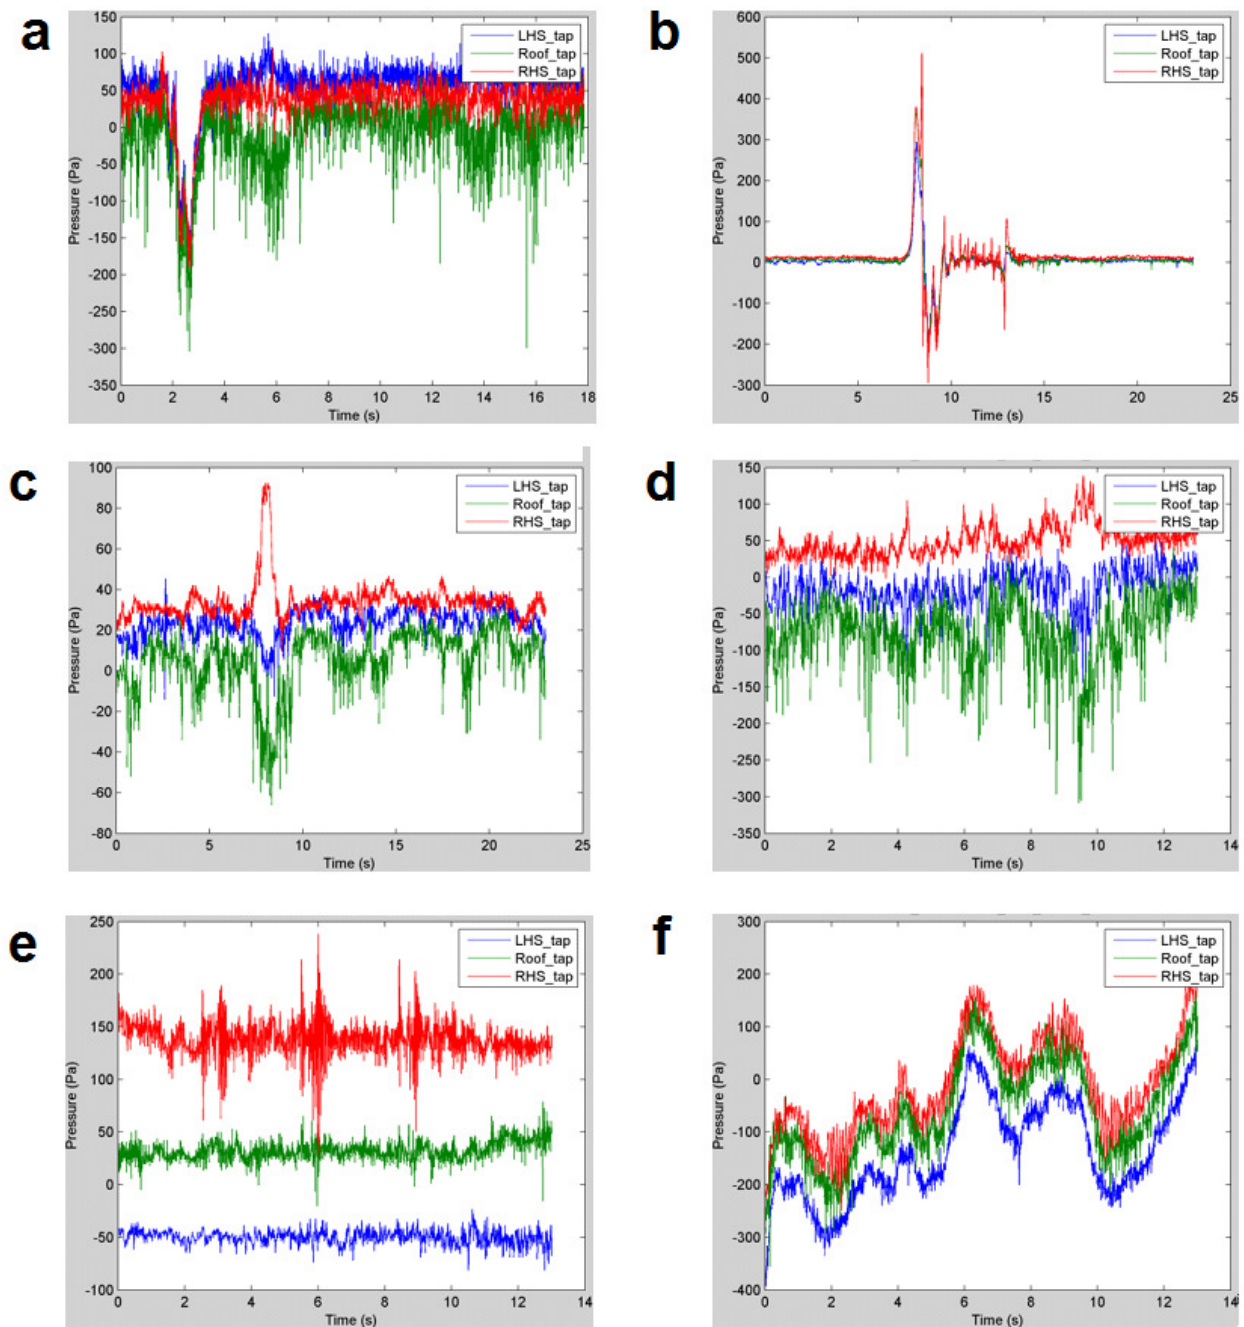 a
150
100
50
0
-50
-100
-150
-200
-250
-300
-350
Pressure (Pa)
LHS_tap
Roof_tap
RHS_tap
0 2 4 6 8 10 12 14 16 18
Time (s)
b
600
500
400
300
200
100
0
-100
-200
-300
Pressure (Pa)
LHS_tap
Roof_tap
RHS_tap
0 5 10 15 20 25
Time (s)
c
100
80
60
40
20
0
-20
-40
-60
-80
Pressure (Pa)
LHS_tap
Roof_tap
RHS_tap
0 5 10 15 20 25
Time (s)
d
150
100
50
0
-50
-100
-150
-200
-250
-300
-350
Pressure (Pa)
LHS_tap
Roof_tap
RHS_tap
0 2 4 6 8 10 12 14
Time (s)
e
250
200
150
100
50
0
-50
-100
Pressure (Pa)
LHS_tap
Roof_tap
RHS_tap
0 2 4 6 8 10 12 14
Time (s)
f
300
200
100
0
-100
-200
-300
-400
Pressure (Pa)
LHS_tap
Roof_tap
RHS_tap
0 2 4 6 8 10 12 14
Time (s)